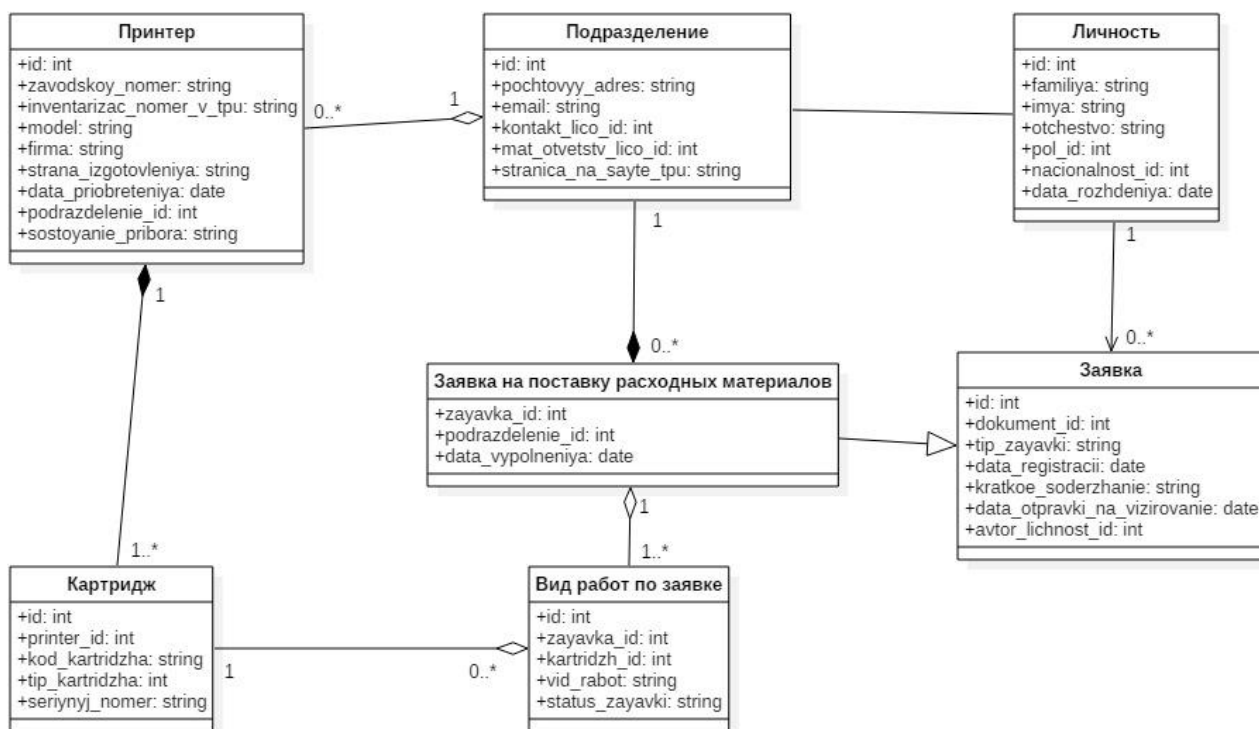 Принтер
+id: int
+zavodskoy_nomer: string
+inventarizac_nomer_v_tpu: string
+model: string
+firma: string
+strana_izgotovleniya: string
+data_priobreteniya: date
+podrazdelenie_id: int
+sostoyanie_pribora: string
0..*
1
Подразделение
+id: int
+pochtovyy_adres: string
+email: string
+kontakt_lico_id: int
+mat_otvetstv_lico_id: int
+stranica_na_sayte_tpu: string
Личность
+id: int
+familiya: string
+imya: string
+otchestvo: string
+pol_id: int
+nacionalnost_id: int
+data_rozhdeniya: date
1
1
1
0..*
0..*
Заявка на поставку расходных материалов
+zayavka_id: int
+podrazdelenie_id: int
+data_vypolneniya: date
Заявка
+id: int
+dokument_id: int
+tip_zayavki: string
+data_registracii: date
+kratkoe_soderzhanie: string
+data_otpravki_na_vizirovanie: date
+avtor_lichnost_id: int
1
1..*
1..*
Картридж
+id: int
+printer_id: int
+kod_kartridzha: string
+tip_kartridzha: int
+seriynyj_nomer: string
1
0..*
Вид работ по заявке
+id: int
+zayavka_id: int
+kartridzh_id: int
+vid_rabot: string
+status_zayavki: string